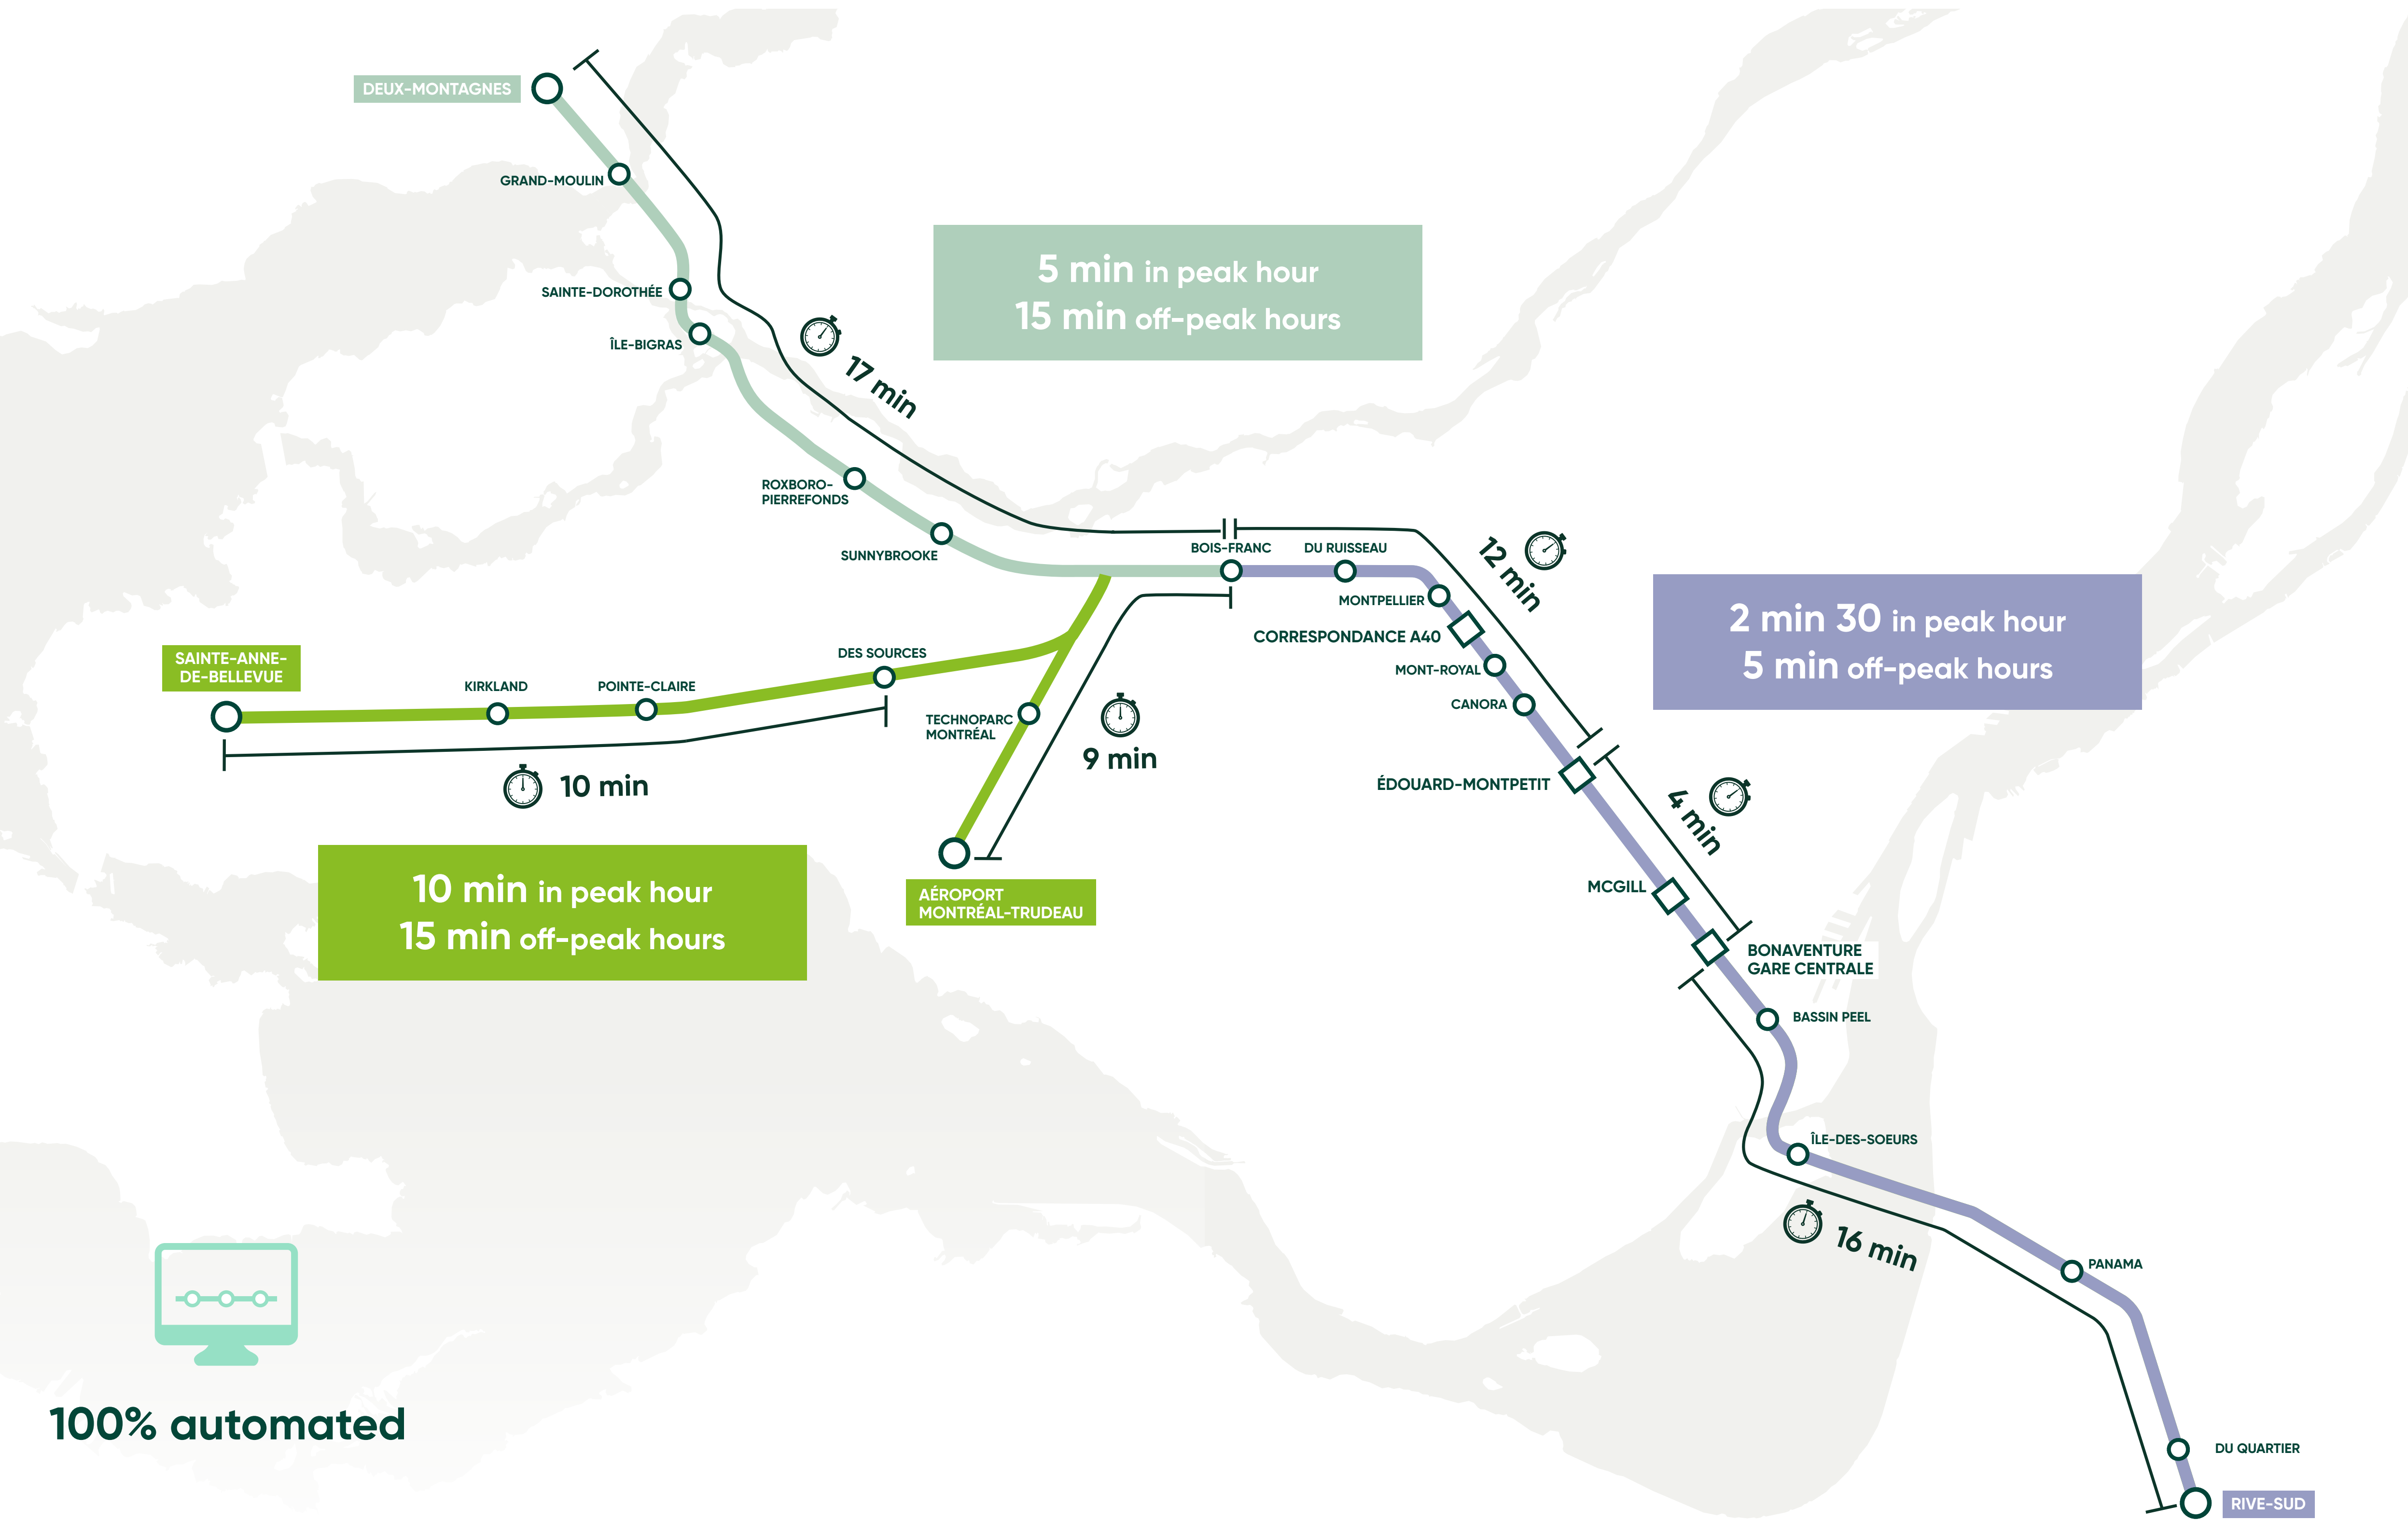 DEUX-MONTAGNES
GRAND-MOULIN
SAINTE-DOROTHÉE
ÎLE-BIGRAS
17 min
5 min in peak hour
15 min off-peak hours
ROXBORO-
PIERREFONDS
SUNNYBROOKE
BOIS-FRANC
DU RUISSEAU
12 min
MONTPELLIER
CORRESPONDANCE A40
MONT-ROYAL
CANORA
2 min 30 in peak hour
5 min off-peak hours
SAINTE-ANNE-
DE-BELLEVUE
KIRKLAND
POINTE-CLAIRE
DES SOURCES
TECHNOPARC
MONTRÉAL
10 min
9 min
10 min in peak hour
15 min off-peak hours
AÉROPORT
MONTRÉAL-TRUDEAU
ÉDOUARD-MONTPETIT
4 min
MCGILL
BONAVENTURE
GARE CENTRALE
BASSIN PEEL
ÎLE-DES-SOEURS
16 min
PANAMA
DU QUARTIER
RIVE-SUD
100% automated